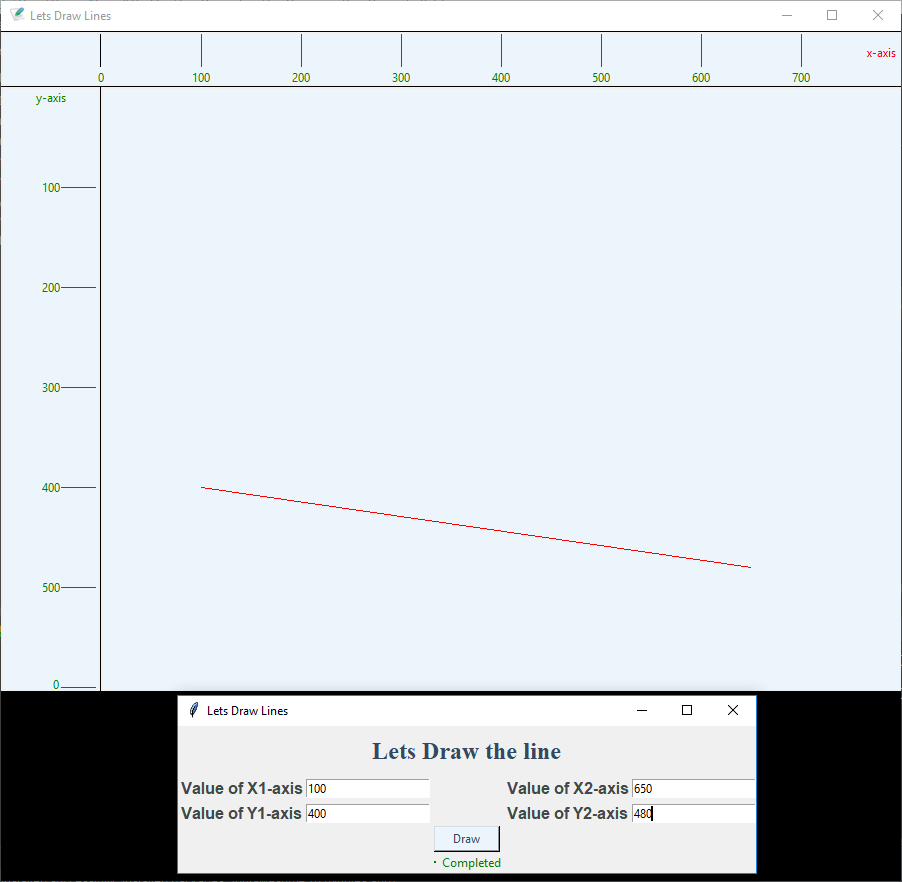 Lets Draw Lines
x-axis
0 100 200 300 400 500 600 700
y-axis
100
200
300
400
500
0
Lets Draw Lines
Lets Draw the line
Value of X1-axis 100 Value of X2-axis 650
Value of Y1-axis 400 Value of Y2-axis 480
Draw
· Completed